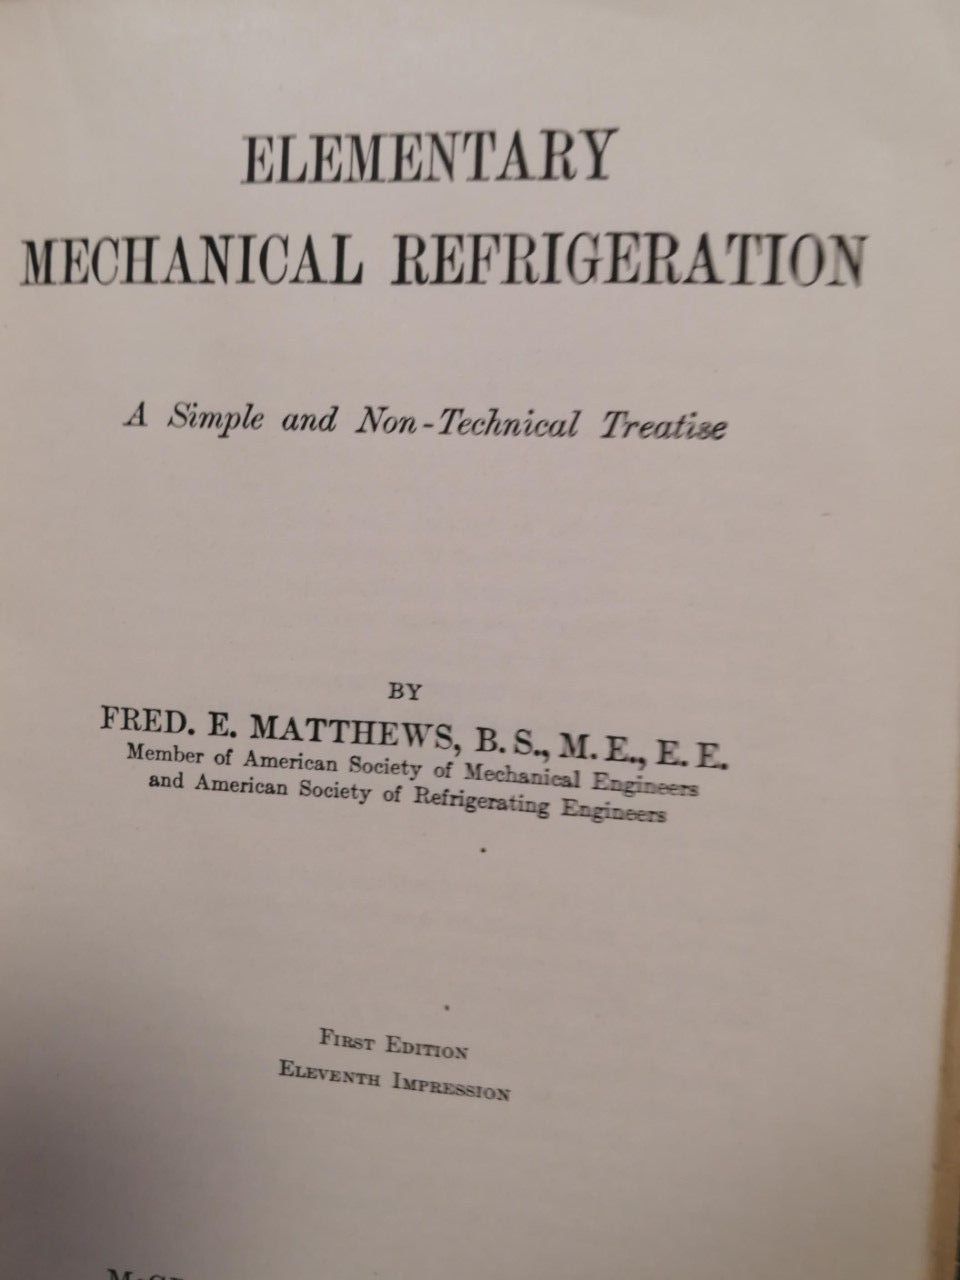 ELEMENTARY
MECHANICAL REFRIGERATION
A Simple and Non-Technical Treatise
BY
FRED. E. MATTHEWS, B. S., M. E., E. E.
Member of American Society of Mechanical Engineers
and American Society of Refrigerating Engineers
FIRST EDITION
ELEVENTH IMPRESSION